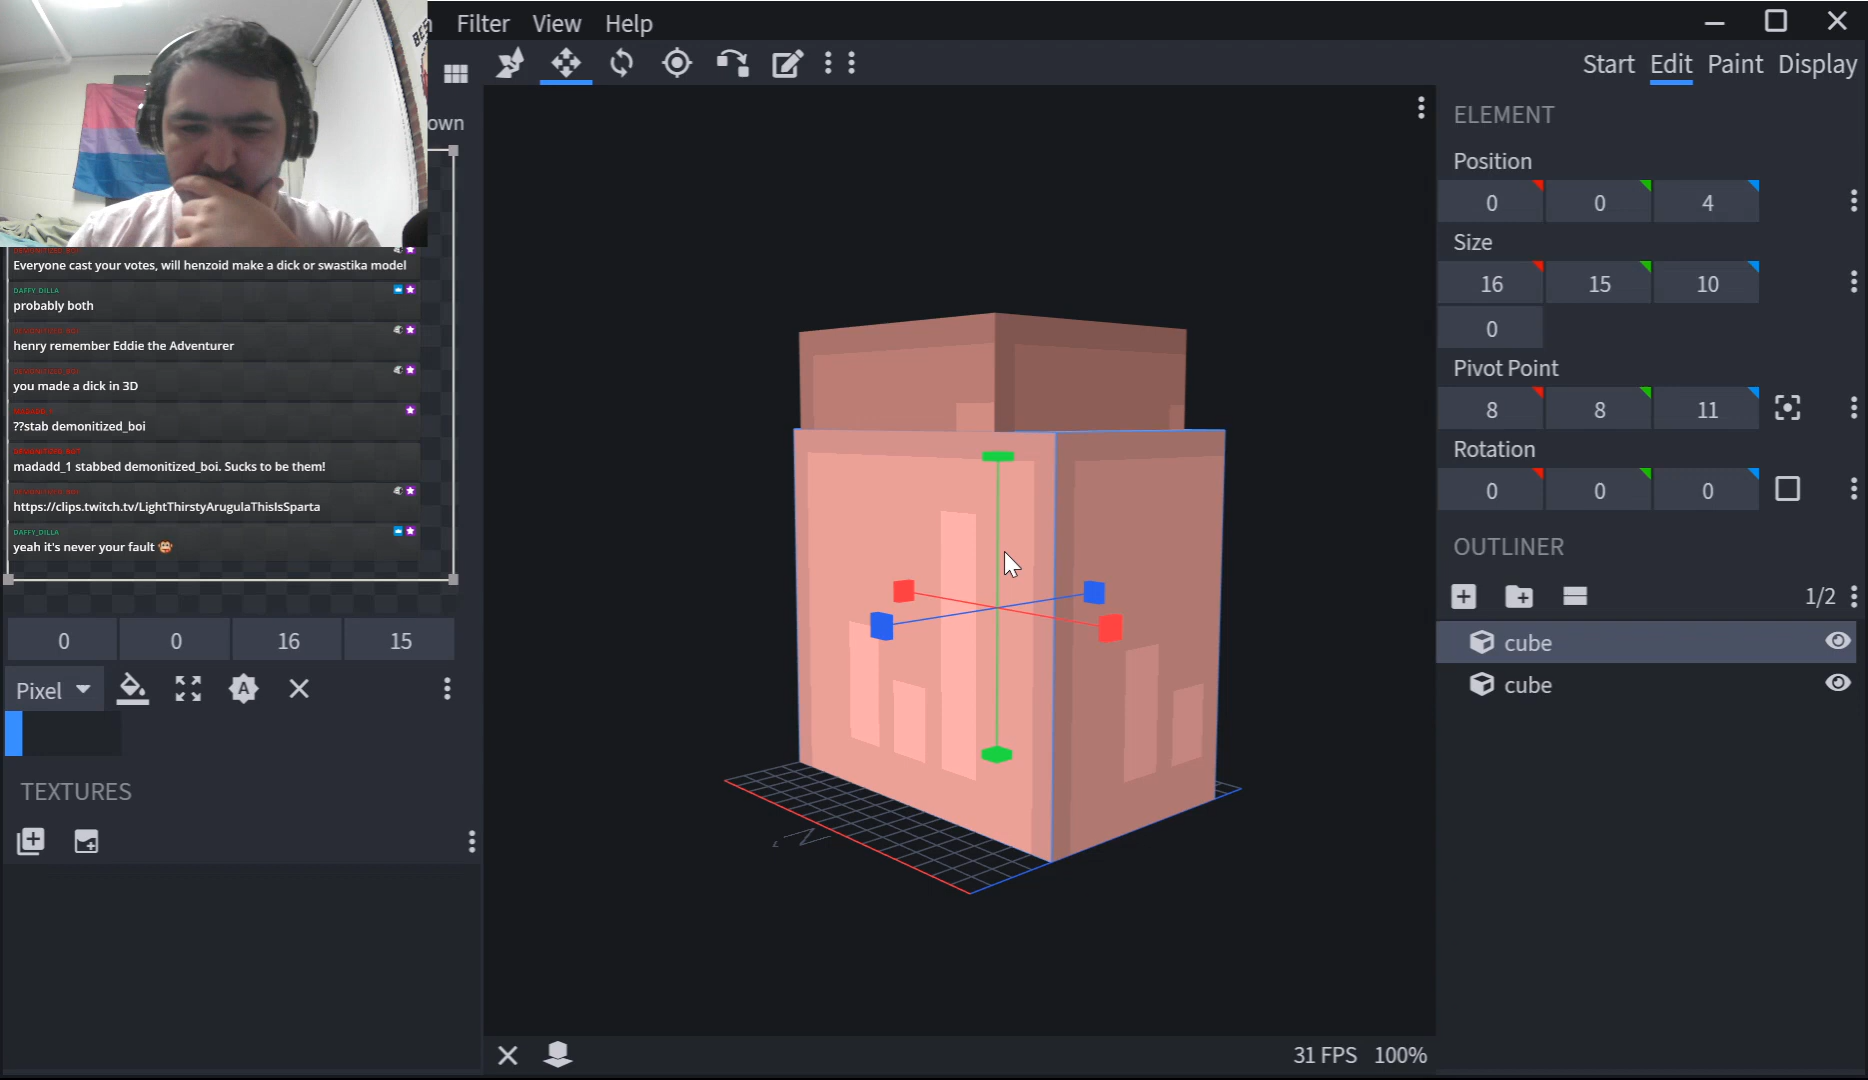 Filter View Help
Start Edit Paint Display
own
ELEMENT
Position
0 0 4
Size
16 15 10
0
Pivot Point
8 8 11
Rotation
0 0 0
OUTLINER
1/2
cube
cube
Everyone cast your votes, will henzoid make a dick or swastika model
DAFFY_DILLA
probably both
henry remember Eddie the Adventurer
you made a dick in 3D
MADADD_1
??stab demonitized_boi
madadd_1 stabbed demonitized_boi. Sucks to be them!
https://clips.twitch.tv/LightThirstyArugulaThisIsSparta
DAFFY_DILLA
yeah it's never your fault
0 0 16 15
Pixel
A
TEXTURES
31 FPS 100%